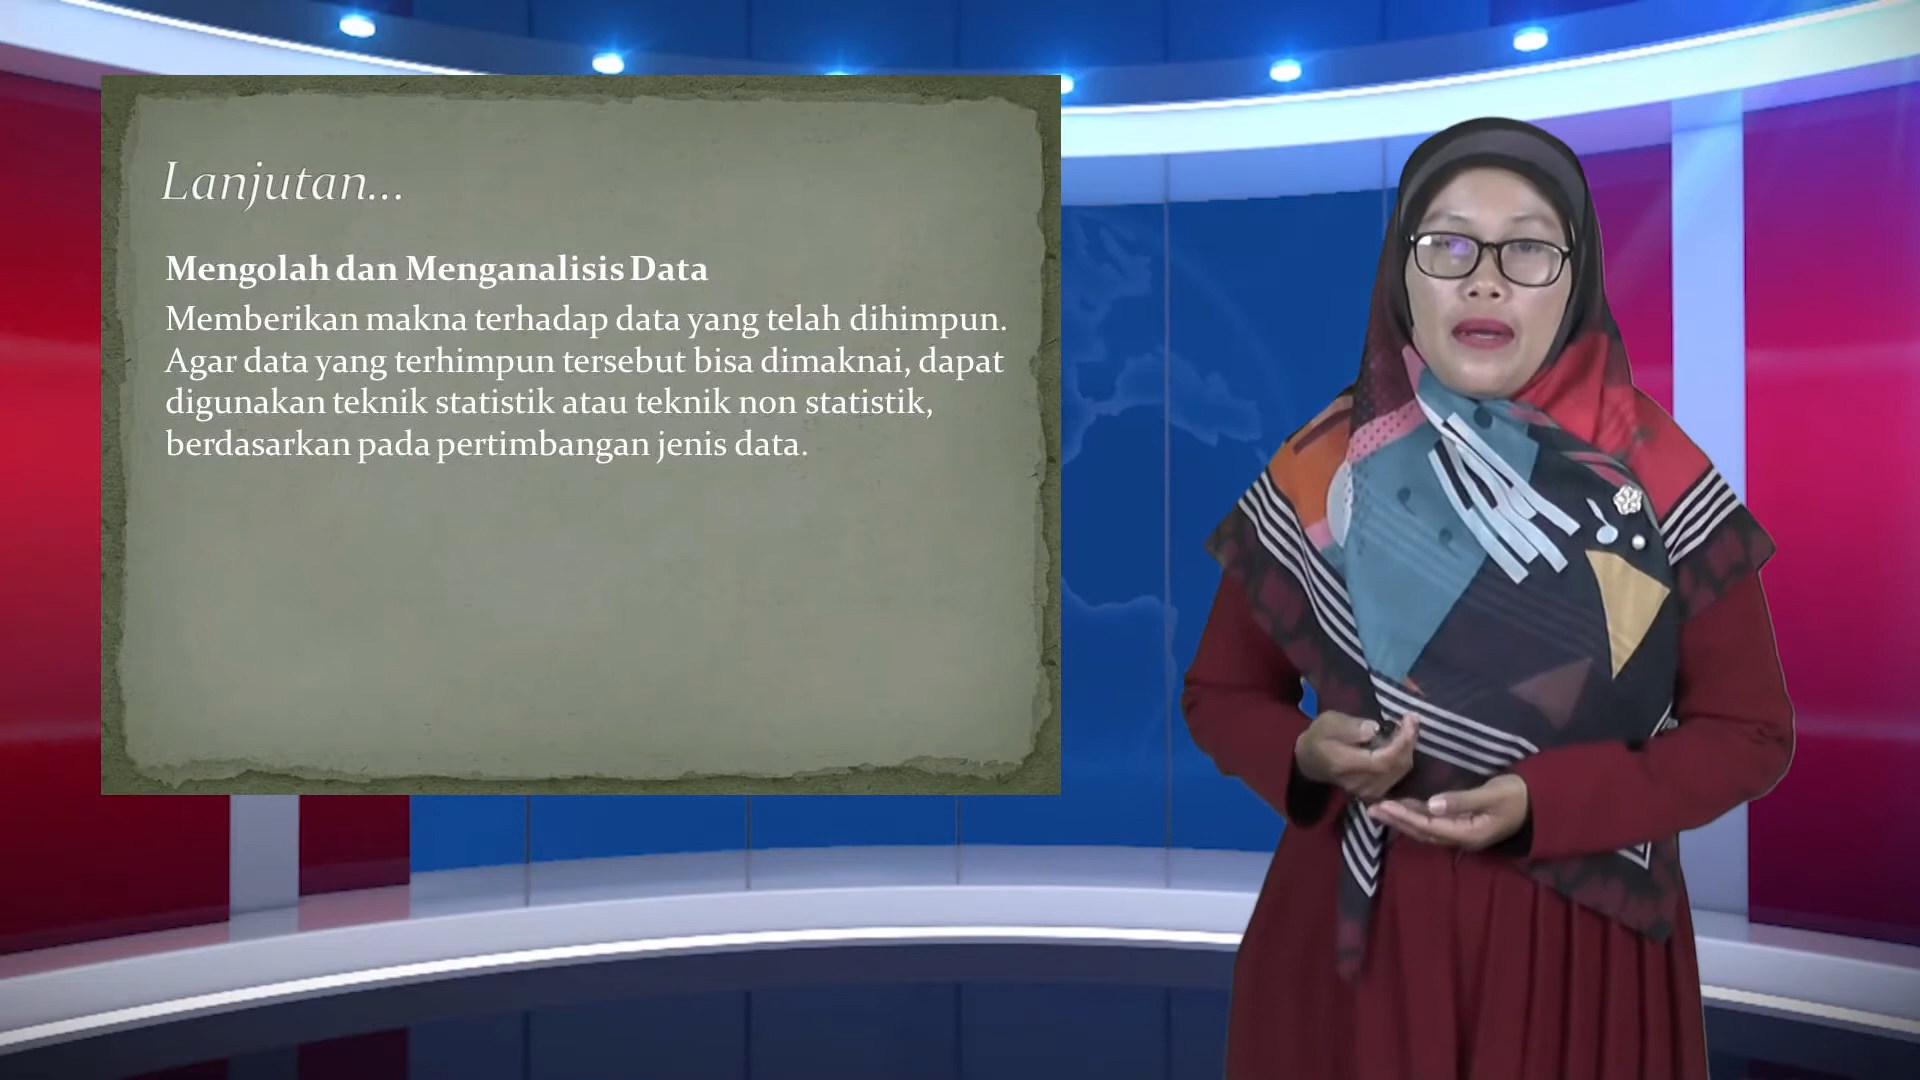 Lanjutan...
Mengolah dan Menganalisis Data
Memberikan makna terhadap data yang telah dihimpun.
Agar data yang terhimpun tersebut bisa dimaknai, dapat
digunakan teknik statistik atau teknik non statistik,
berdasarkan pada pertimbangan jenis data.